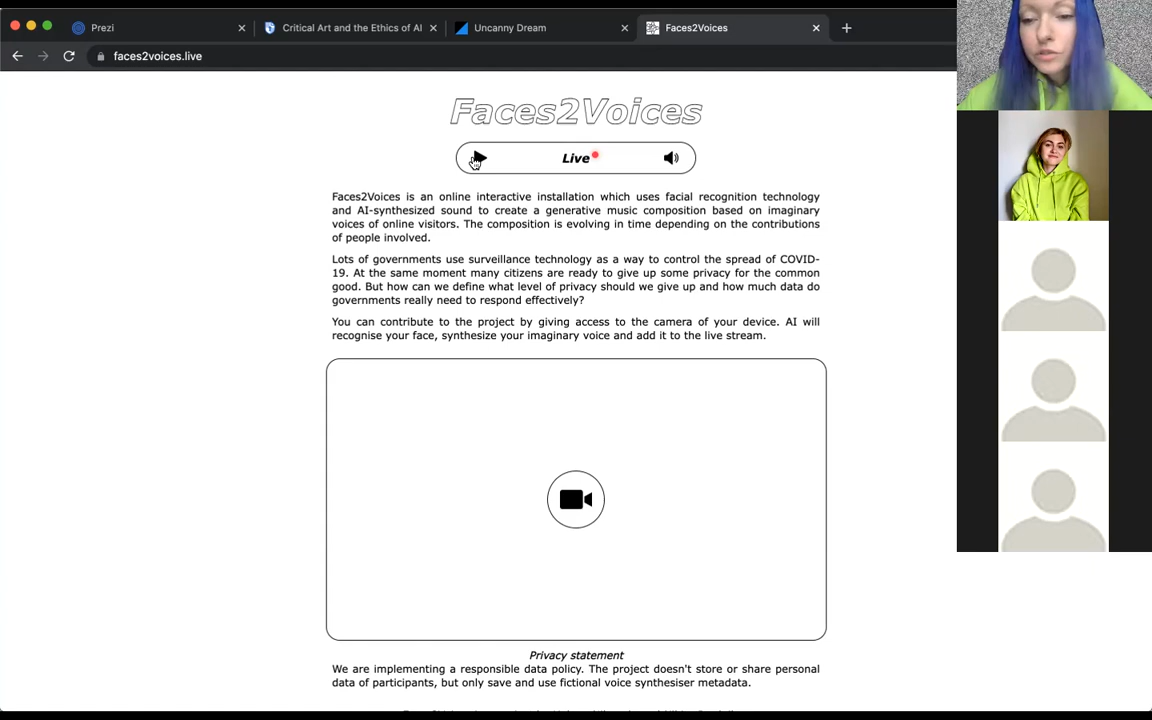 Prezi
Critical Art and the Ethics of AI
Uncanny Dream
Faces2Voices
faces2voices.live
Faces2Voices
Live
Faces2Voices is an online interactive installation which uses facial recognition technology
and AI-synthesized sound to create a generative music composition based on imaginary
voices of online visitors. The composition is evolving in time depending on the contributions
of people involved.
Lots of governments use surveillance technology as a way to control the spread of COVID-
19. At the same moment many citizens are ready to give up some privacy for the common
good. But how can we define what level of privacy should we give up and how much data do
governments really need to respond effectively?
You can contribute to the project by giving access to the camera of your device. AI will
recognise your face, synthesize your imaginary voice and add it to the live stream.
Privacy statement
We are implementing a responsible data policy. The project doesn't store or share personal
data of participants, but only save and use fictional voice synthesiser metadata.